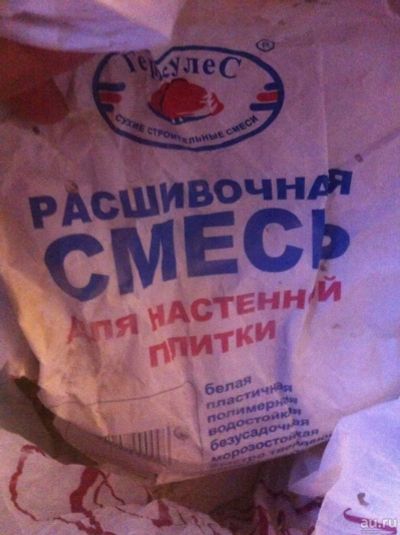 ГеркулеС
®
СУХИЕ СТРОИТЕЛЬНЫЕ СМЕСИ
РАСШИВОЧНАЯ
СМЕСЬ
ДЛЯ НАСТЕННОЙ
ПЛИТКИ
белая
пластичная
полимерная
водостойкая
безусадочная
морозостойкая
au.ru